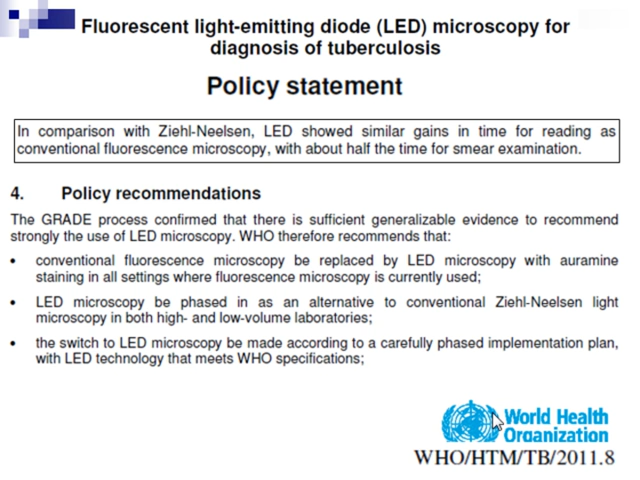 Fluorescent light-emitting diode (LED) microscopy for
diagnosis of tuberculosis
Policy statement
In comparison with Ziehl-Neelsen, LED showed similar gains in time for reading as
conventional fluorescence microscopy, with about half the time for smear examination.
4. Policy recommendations
The GRADE process confirmed that there is sufficient generalizable evidence to recommend
strongly the use of LED microscopy. WHO therefore recommends that:
• conventional fluorescence microscopy be replaced by LED microscopy with auramine
staining in all settings where fluorescence microscopy is currently used;
• LED microscopy be phased in as an alternative to conventional Ziehl-Neelsen light
microscopy in both high- and low-volume laboratories;
• the switch to LED microscopy be made according to a carefully phased implementation plan,
with LED technology that meets WHO specifications;
World Health
Organization
WHO/HTM/TB/2011.8